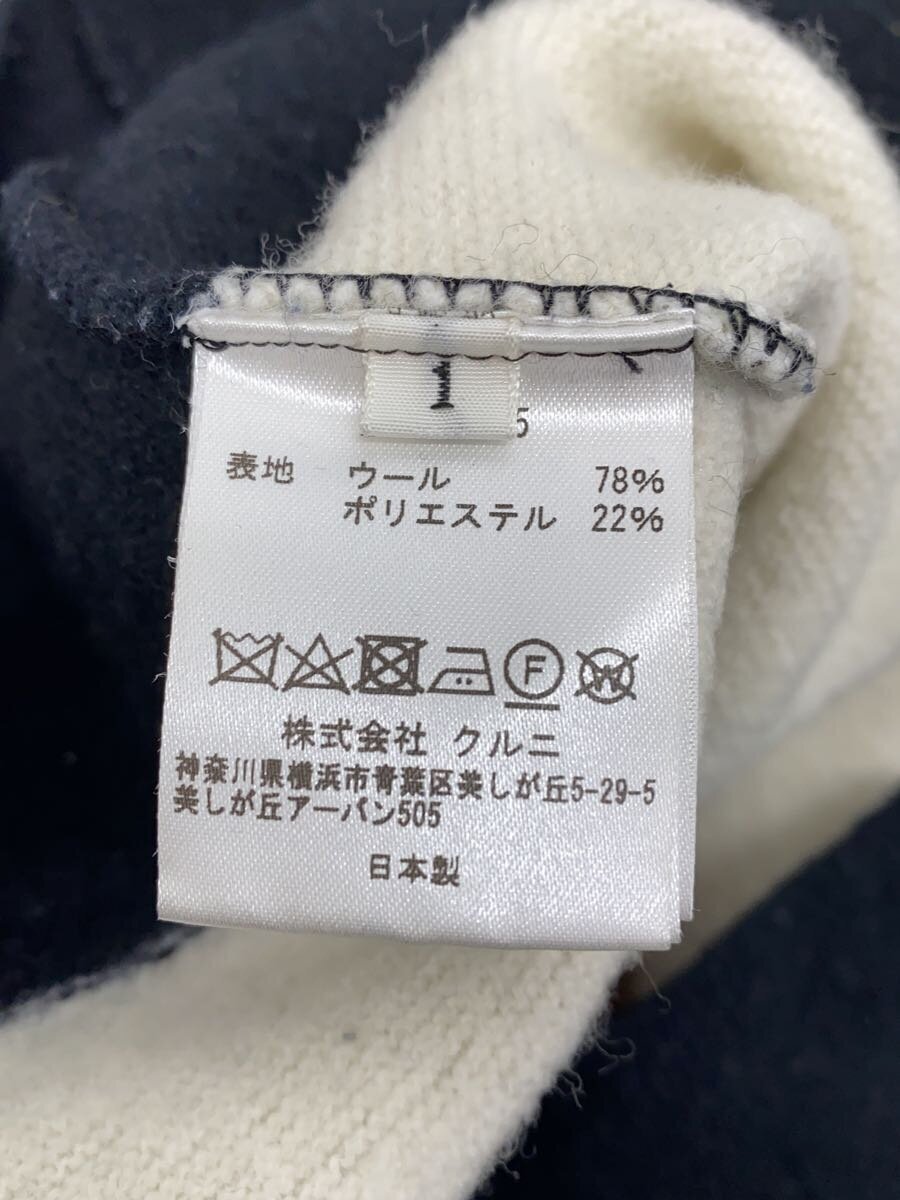 1
5
表地 ウール 78%
ポリエステル 22%
F W
株式会社 クルニ
神奈川県横浜市青葉区美しが丘5-29-5
美しが丘アーバン505
日本製